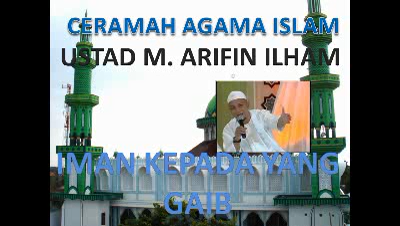 CERAMAH AGAMA ISLAM
USTAD M. ARIFIN ILHAM
IMAN KEPADA YANG
GAIB